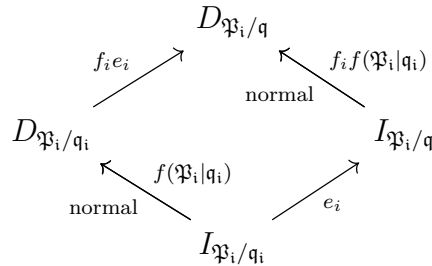 D_{𝔓_i/𝔮}
f_i e_i
f_i f(𝔓_i|𝔮_i)
normal
D_{𝔓_i/𝔮_i}
I_{𝔓_i/𝔮}
f(𝔓_i|𝔮_i)
normal
e_i
I_{𝔓_i/𝔮_i}